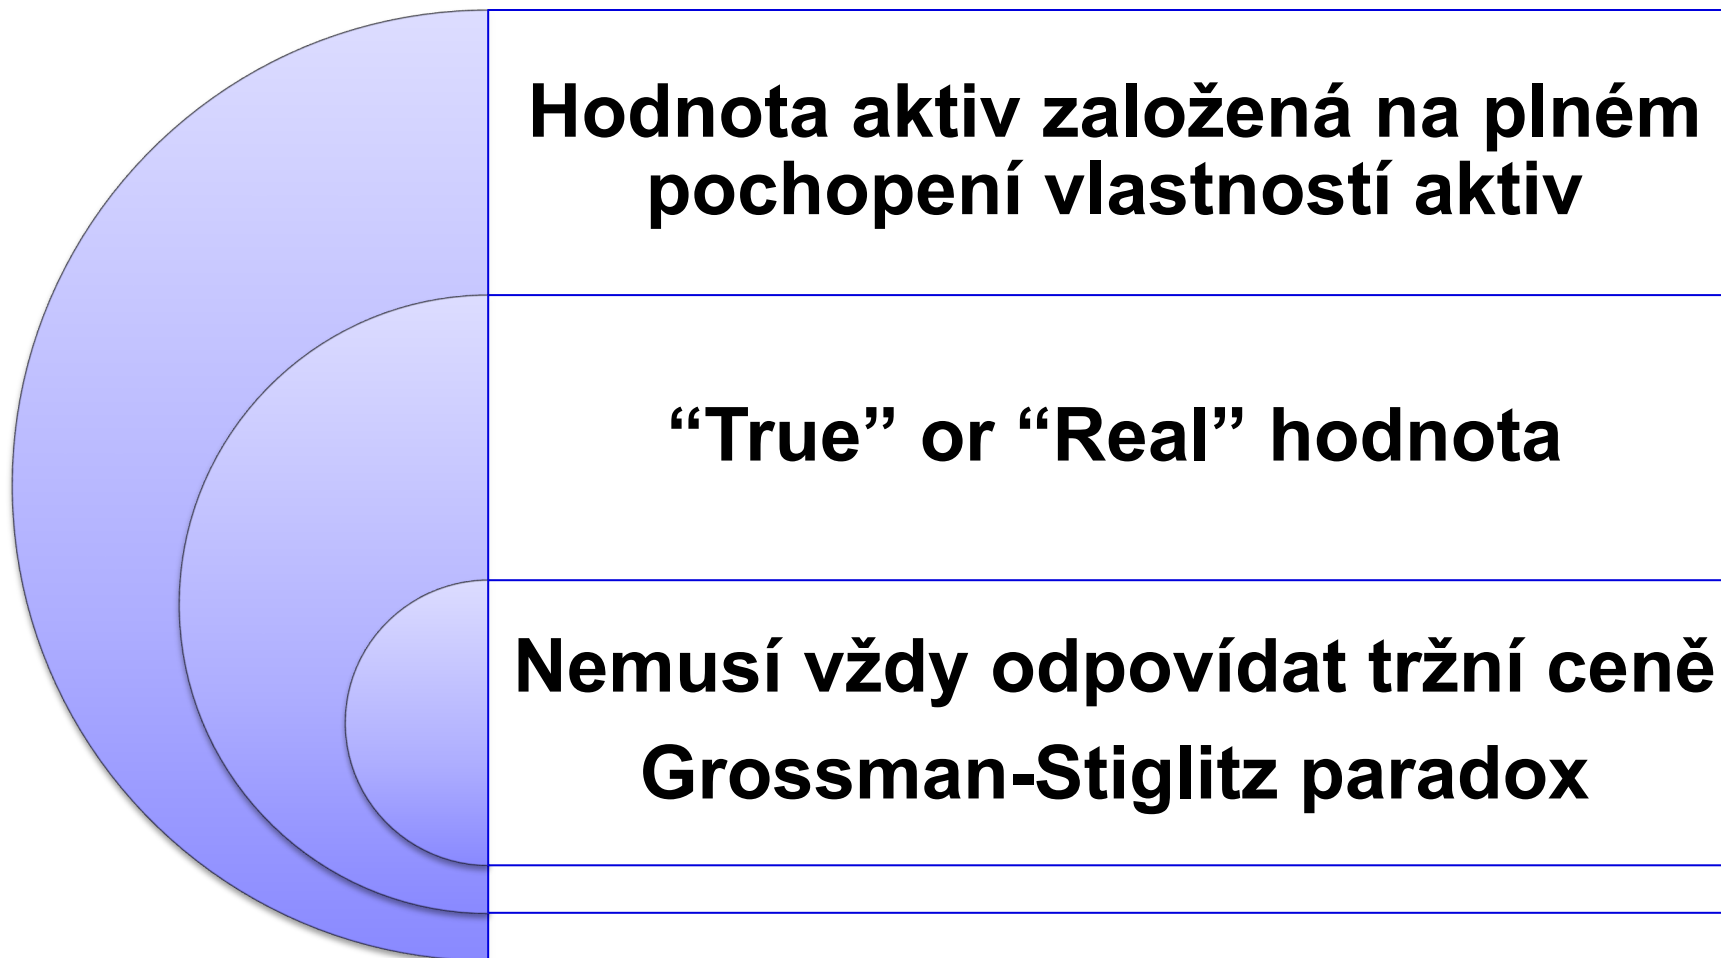 Hodnota aktiv založená na plném
pochopení vlastností aktiv
“True” or “Real” hodnota
Nemusí vždy odpovídat tržní ceně
Grossman-Stiglitz paradox